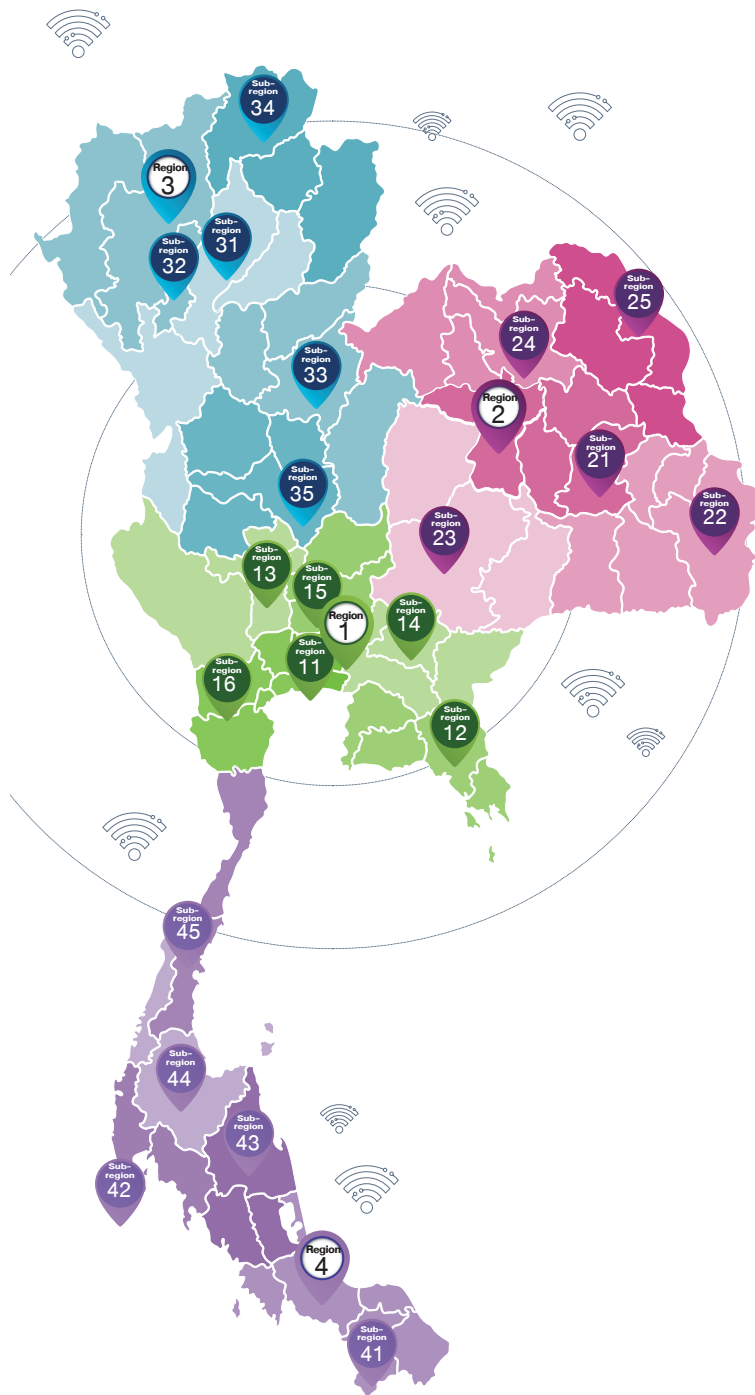 Sub-
region
34
Region
3
Sub-
region
31
Sub-
region
32
Sub-
region
25
Sub-
region
24
Sub-
region
33
Region
2
Sub-
region
21
Sub-
region
35
Sub-
region
22
Sub-
region
23
Sub-
region
13
Sub-
region
15
Region
1
Sub-
region
14
Sub-
region
11
Sub-
region
16
Sub-
region
12
Sub-
region
45
Sub-
region
44
Sub-
region
43
Sub-
region
42
Region
4
Sub-
region
41